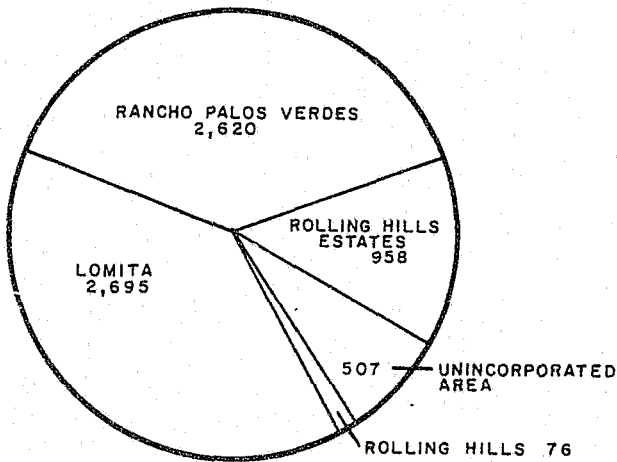 RANCHO PALOS VERDES
2,620
ROLLING HILLS
ESTATES
958
LOMITA
2,695
507
UNINCORPORATED
AREA
ROLLING HILLS 76